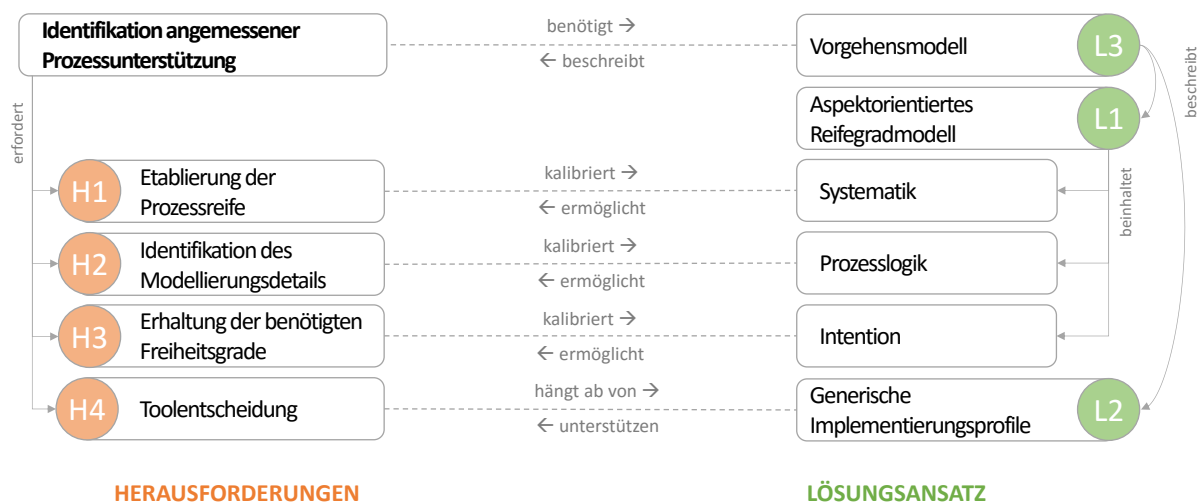 Identifikation angemessener
Prozessunterstützung
benötigt →
← beschreibt
Vorgehensmodell
L3
beschreibt
Aspektorientiertes
Reifegradmodell
L1
erfordert
beinhaltet
H1
Etablierung der
Prozessreife
kalibriert →
← ermöglicht
Systematik
H2
Identifikation des
Modellierungsdetails
kalibriert →
← ermöglicht
Prozesslogik
H3
Erhaltung der benötigten
Freiheitsgrade
kalibriert →
← ermöglicht
Intention
H4
Toolentscheidung
hängt ab von →
← unterstützen
Generische
Implementierungsprofile
L2
HERAUSFORDERUNGEN
LÖSUNGSANSATZ